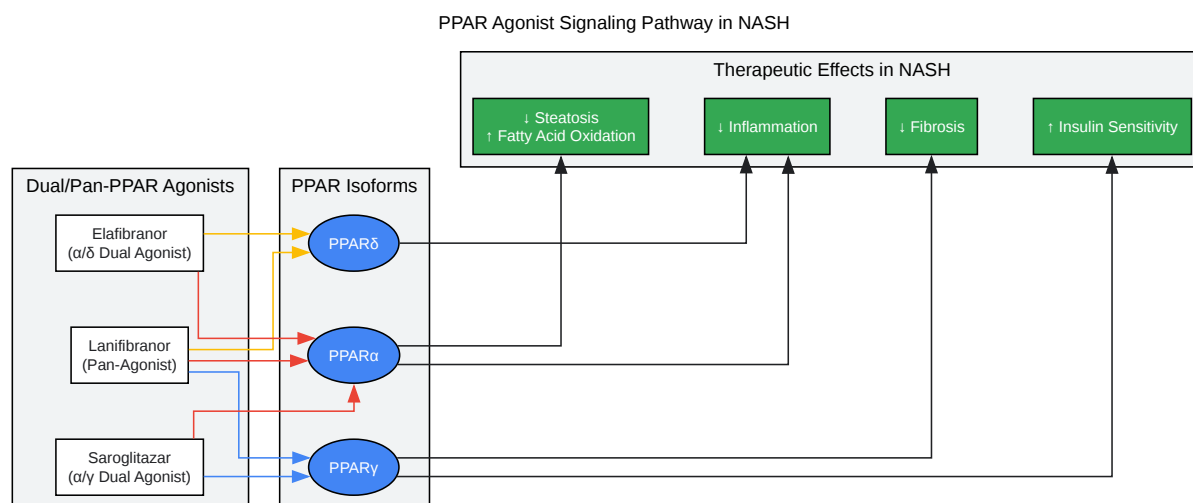 PPAR Agonist Signaling Pathway in NASH
Therapeutic Effects in NASH
↓ Steatosis
↑ Fatty Acid Oxidation
↓ Inflammation
↓ Fibrosis
↑ Insulin Sensitivity
Dual/Pan-PPAR Agonists
Elafibranor
(α/δ Dual Agonist)
Lanifibranor
(Pan-Agonist)
Saroglitazar
(α/γ Dual Agonist)
PPAR Isoforms
PPARδ
PPARα
PPARγ